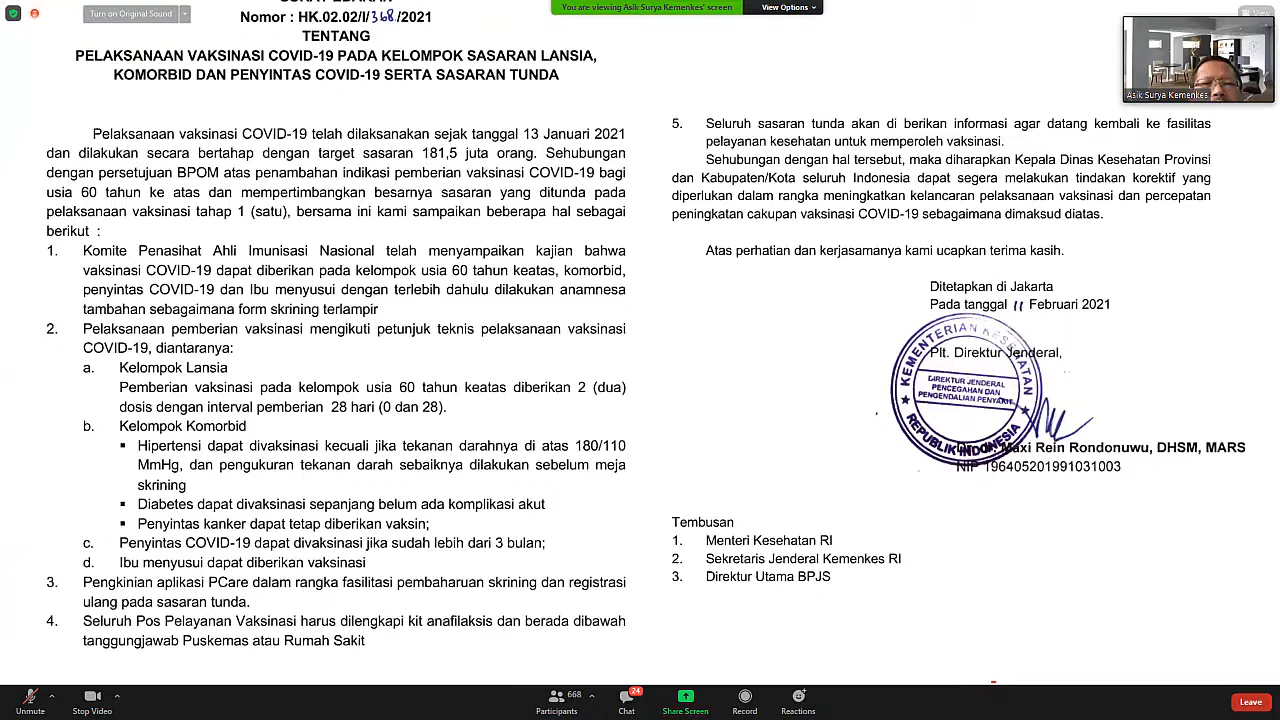 Turn on Original Sound
You are viewing Asik Surya Kemenkes' screen
View Options
View
Asik Surya Kemenkes
SURAT EDARAN
Nomor : HK.02.02/I/368/2021
TENTANG
PELAKSANAAN VAKSINASI COVID-19 PADA KELOMPOK SASARAN LANSIA,
KOMORBID DAN PENYINTAS COVID-19 SERTA SASARAN TUNDA
Pelaksanaan vaksinasi COVID-19 telah dilaksanakan sejak tanggal 13 Januari 2021
dan dilakukan secara bertahap dengan target sasaran 181,5 juta orang. Sehubungan
dengan persetujuan BPOM atas penambahan indikasi pemberian vaksinasi COVID-19 bagi
usia 60 tahun ke atas dan mempertimbangkan besarnya sasaran yang ditunda pada
pelaksanaan vaksinasi tahap 1 (satu), bersama ini kami sampaikan beberapa hal sebagai
berikut :
1. Komite Penasihat Ahli Imunisasi Nasional telah menyampaikan kajian bahwa
vaksinasi COVID-19 dapat diberikan pada kelompok usia 60 tahun keatas, komorbid,
penyintas COVID-19 dan Ibu menyusui dengan terlebih dahulu dilakukan anamnesa
tambahan sebagaimana form skrining terlampir
2. Pelaksanaan pemberian vaksinasi mengikuti petunjuk teknis pelaksanaan vaksinasi
COVID-19, diantaranya:
a. Kelompok Lansia
Pemberian vaksinasi pada kelompok usia 60 tahun keatas diberikan 2 (dua)
dosis dengan interval pemberian 28 hari (0 dan 28).
b. Kelompok Komorbid
▪ Hipertensi dapat divaksinasi kecuali jika tekanan darahnya di atas 180/110
MmHg, dan pengukuran tekanan darah sebaiknya dilakukan sebelum meja
skrining
▪ Diabetes dapat divaksinasi sepanjang belum ada komplikasi akut
▪ Penyintas kanker dapat tetap diberikan vaksin;
c. Penyintas COVID-19 dapat divaksinasi jika sudah lebih dari 3 bulan;
d. Ibu menyusui dapat diberikan vaksinasi
3. Pengkinian aplikasi PCare dalam rangka fasilitasi pembaharuan skrining dan registrasi
ulang pada sasaran tunda.
4. Seluruh Pos Pelayanan Vaksinasi harus dilengkapi kit anafilaksis dan berada dibawah
tanggungjawab Puskemas atau Rumah Sakit
5. Seluruh sasaran tunda akan di berikan informasi agar datang kembali ke fasilitas
pelayanan kesehatan untuk memperoleh vaksinasi.
Sehubungan dengan hal tersebut, maka diharapkan Kepala Dinas Kesehatan Provinsi
dan Kabupaten/Kota seluruh Indonesia dapat segera melakukan tindakan korektif yang
diperlukan dalam rangka meningkatkan kelancaran pelaksanaan vaksinasi dan percepatan
peningkatan cakupan vaksinasi COVID-19 sebagaimana dimaksud diatas.
Atas perhatian dan kerjasamanya kami ucapkan terima kasih.
Ditetapkan di Jakarta
Pada tanggal 11 Februari 2021
Plt. Direktur Jenderal,
KEMENTERIAN KESEHATAN
DIREKTUR JENDERAL
PENCEGAHAN DAN
PENGENDALIAN PENYAKIT
REPUBLIK INDONESIA
Maxi Rein Rondonuwu, DHSM, MARS
NIP 196405201991031003
Tembusan
1. Menteri Kesehatan RI
2. Sekretaris Jenderal Kemenkes RI
3. Direktur Utama BPJS
Unmute
Stop Video
668
Participants
24
Chat
Share Screen
Record
Reactions
Leave